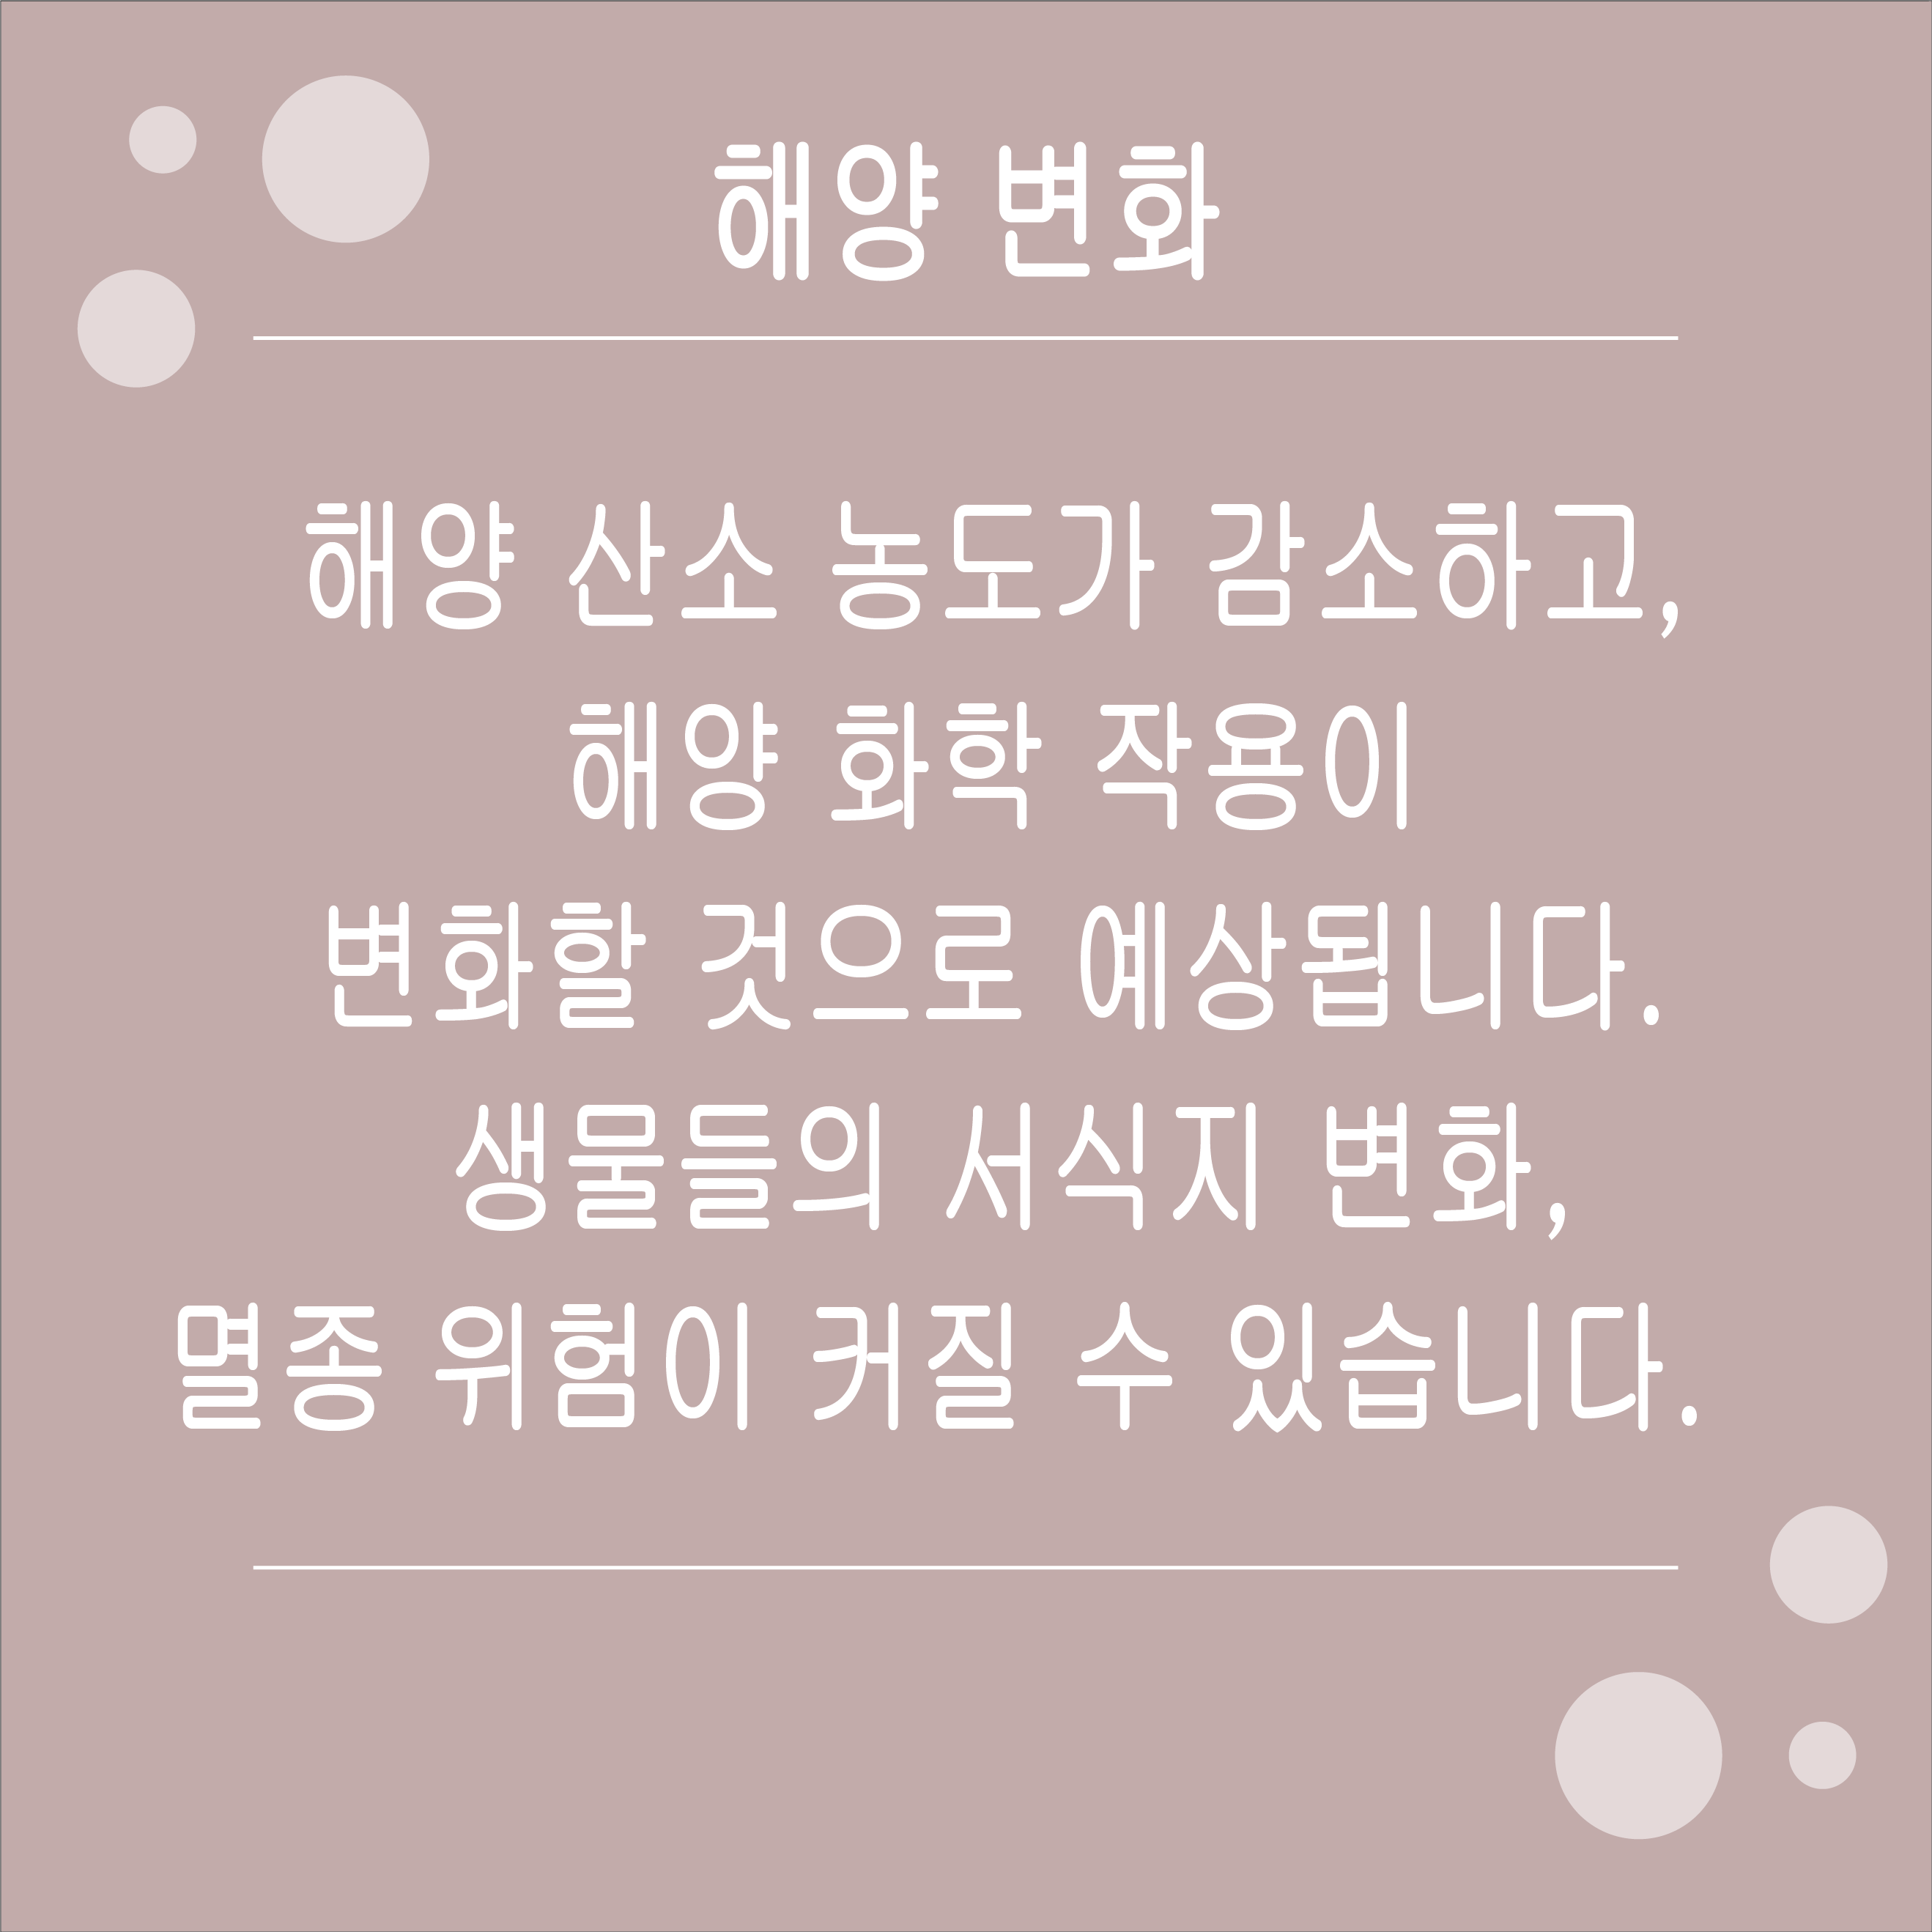 해양 변화
해양 산소 농도가 감소하고,
해양 화학 작용이
변화할 것으로 예상됩니다.
생물들의 서식지 변화,
멸종 위험이 커질 수 있습니다.